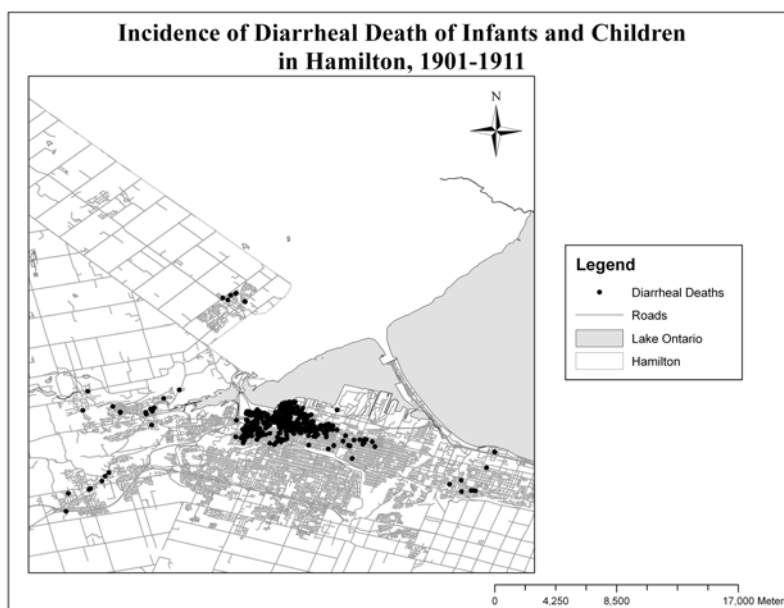 Incidence of Diarrheal Death of Infants and Children
in Hamilton, 1901-1911
N
Legend
Diarrheal Deaths
Roads
Lake Ontario
Hamilton
0 4,250 8,500 17,000 Meters